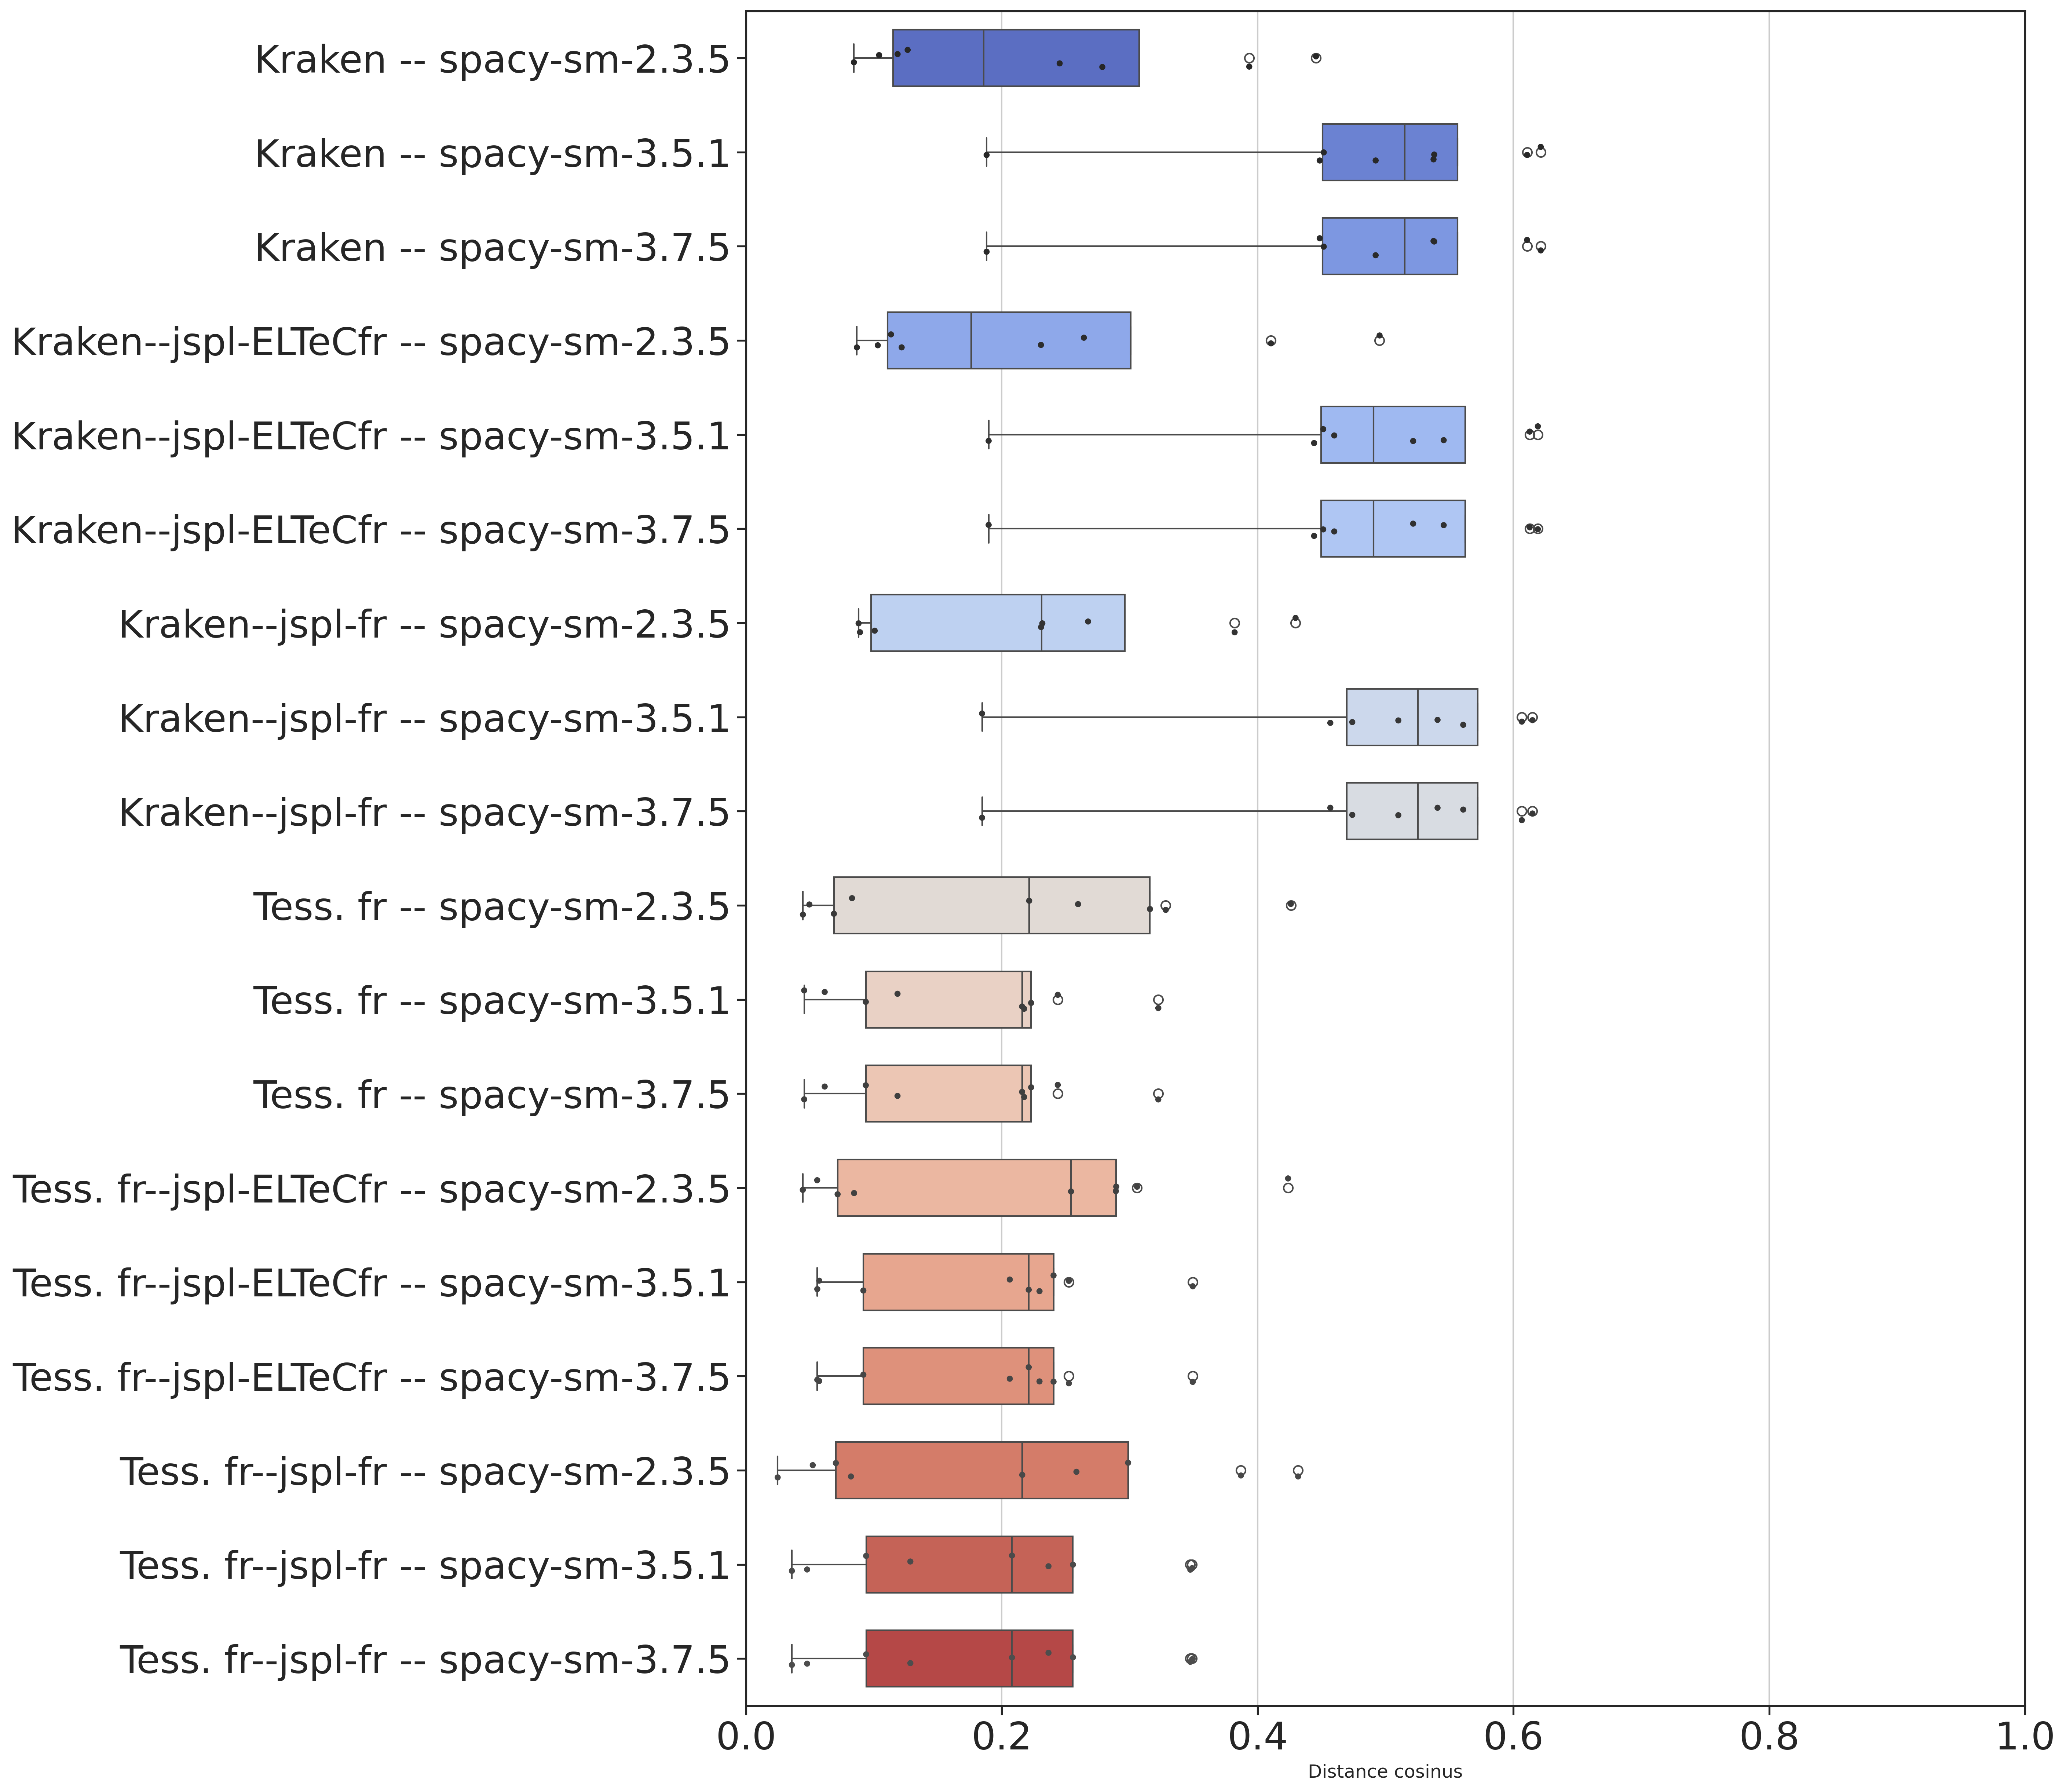 Kraken -- spacy-sm-2.3.5
Kraken -- spacy-sm-3.5.1
Kraken -- spacy-sm-3.7.5
Kraken--jspl-ELTeCfr -- spacy-sm-2.3.5
Kraken--jspl-ELTeCfr -- spacy-sm-3.5.1
Kraken--jspl-ELTeCfr -- spacy-sm-3.7.5
Kraken--jspl-fr -- spacy-sm-2.3.5
Kraken--jspl-fr -- spacy-sm-3.5.1
Kraken--jspl-fr -- spacy-sm-3.7.5
Tess. fr -- spacy-sm-2.3.5
Tess. fr -- spacy-sm-3.5.1
Tess. fr -- spacy-sm-3.7.5
Tess. fr--jspl-ELTeCfr -- spacy-sm-2.3.5
Tess. fr--jspl-ELTeCfr -- spacy-sm-3.5.1
Tess. fr--jspl-ELTeCfr -- spacy-sm-3.7.5
Tess. fr--jspl-fr -- spacy-sm-2.3.5
Tess. fr--jspl-fr -- spacy-sm-3.5.1
Tess. fr--jspl-fr -- spacy-sm-3.7.5
0.0 0.2 0.4 0.6 0.8 1.0
Distance cosinus